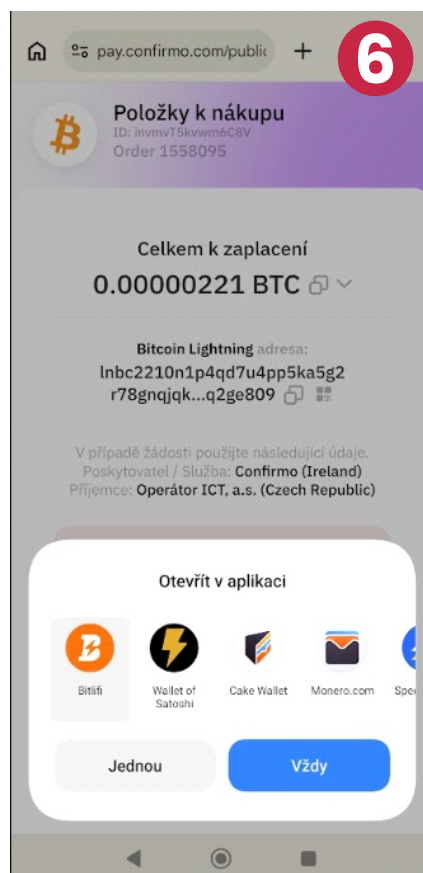 pay.confirmo.com/public
6
Položky k nákupu
ID: invmvT5kvwm6C8V
Order 1558095
Celkem k zaplacení
0.00000221 BTC
Bitcoin Lightning adresa:
lnbc2210n1p4qd7u4pp5ka5g2
r78gnqjqk...q2ge809
V případě žádosti použijte následující údaje.
Poskytovatel / Služba: Confirmo (Ireland)
Příjemce: Operátor ICT, a.s. (Czech Republic)
Otevřít v aplikaci
Bitlifi
Wallet of
Satoshi
Cake Wallet
Monero.com
Jednou
Vždy